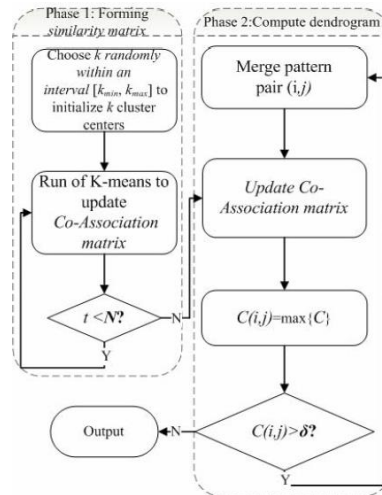 Phase 1: Forming
similarity matrix
Choose k randomly
within an
interval [kmin, kmax] to
initialize k cluster
centers
Run of K-means to
update
Co-Association
matrix
t <N?
N
Y
Phase 2:Compute dendrogram
Merge pattern
pair (i,j)
Update Co-
Association matrix
C(i,j)=max{C}
C(i,j)>δ?
N
Y
Output